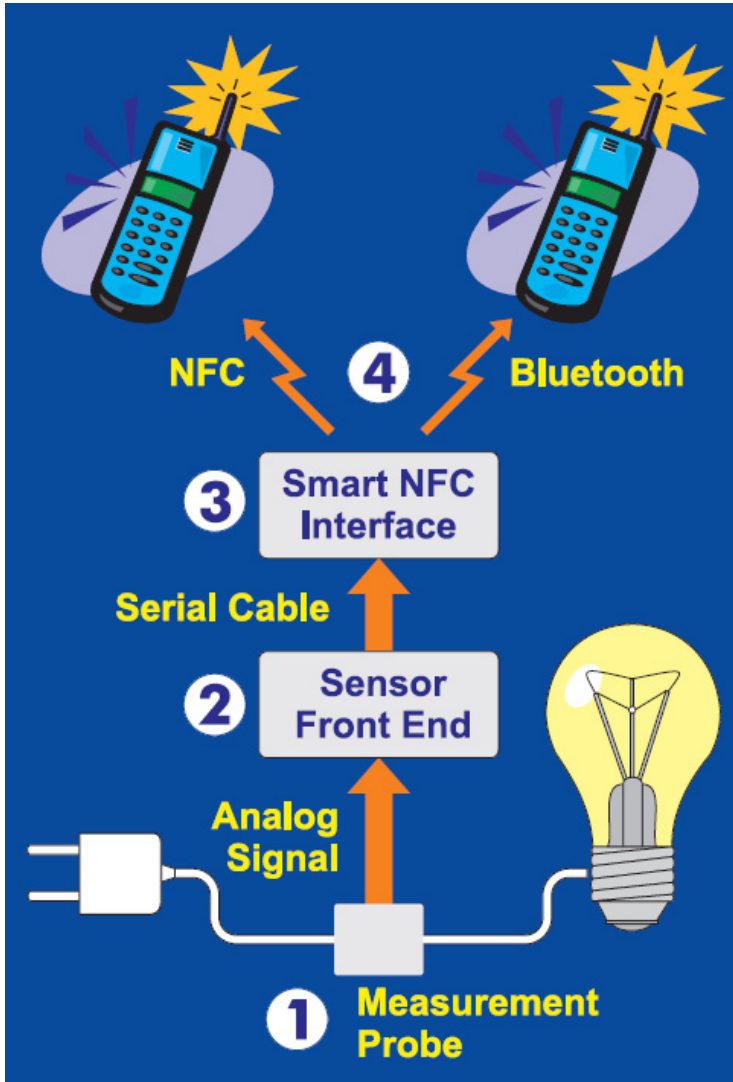 NFC
4
Bluetooth
3
Smart NFC
Interface
Serial Cable
2
Sensor
Front End
Analog
Signal
1
Measurement
Probe